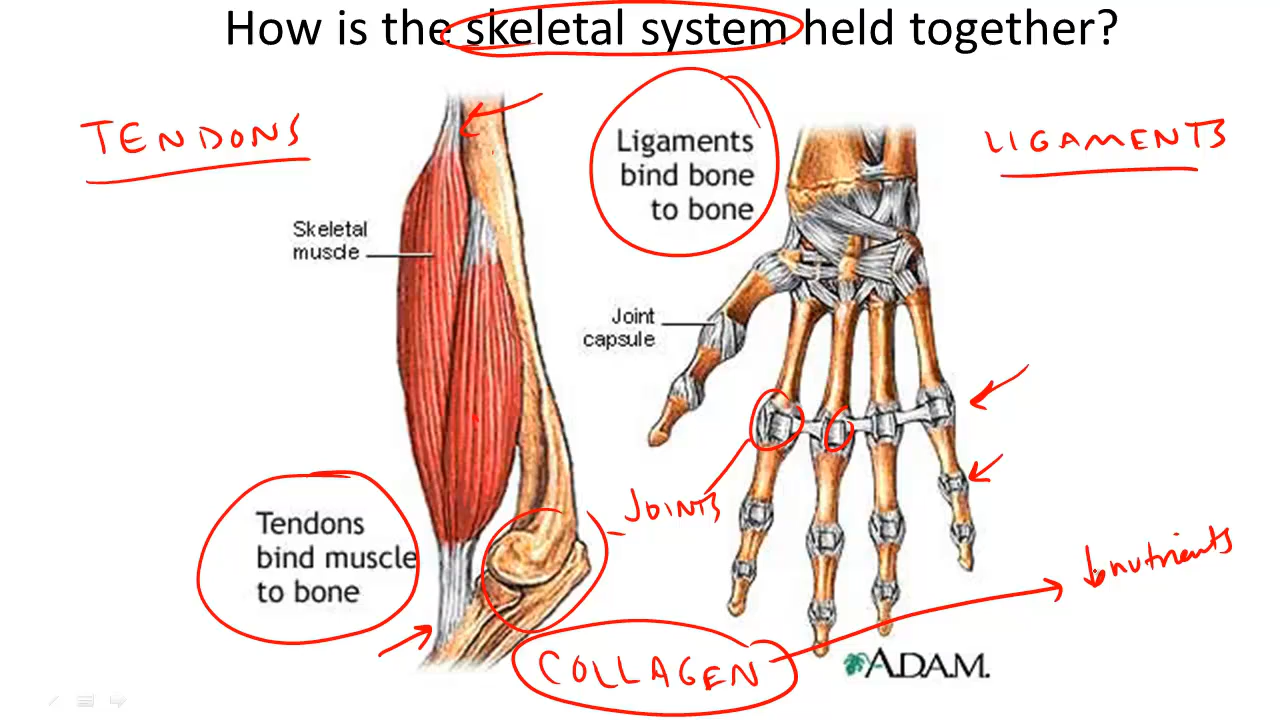 How is the skeletal system held together?
TENDONS
Ligaments
bind bone
to bone
LIGAMENTS
Skeletal
muscle
Joint
capsule
JOINTS
Tendons
bind muscle
to bone
↓nutrients
COLLAGEN
A.D.A.M.